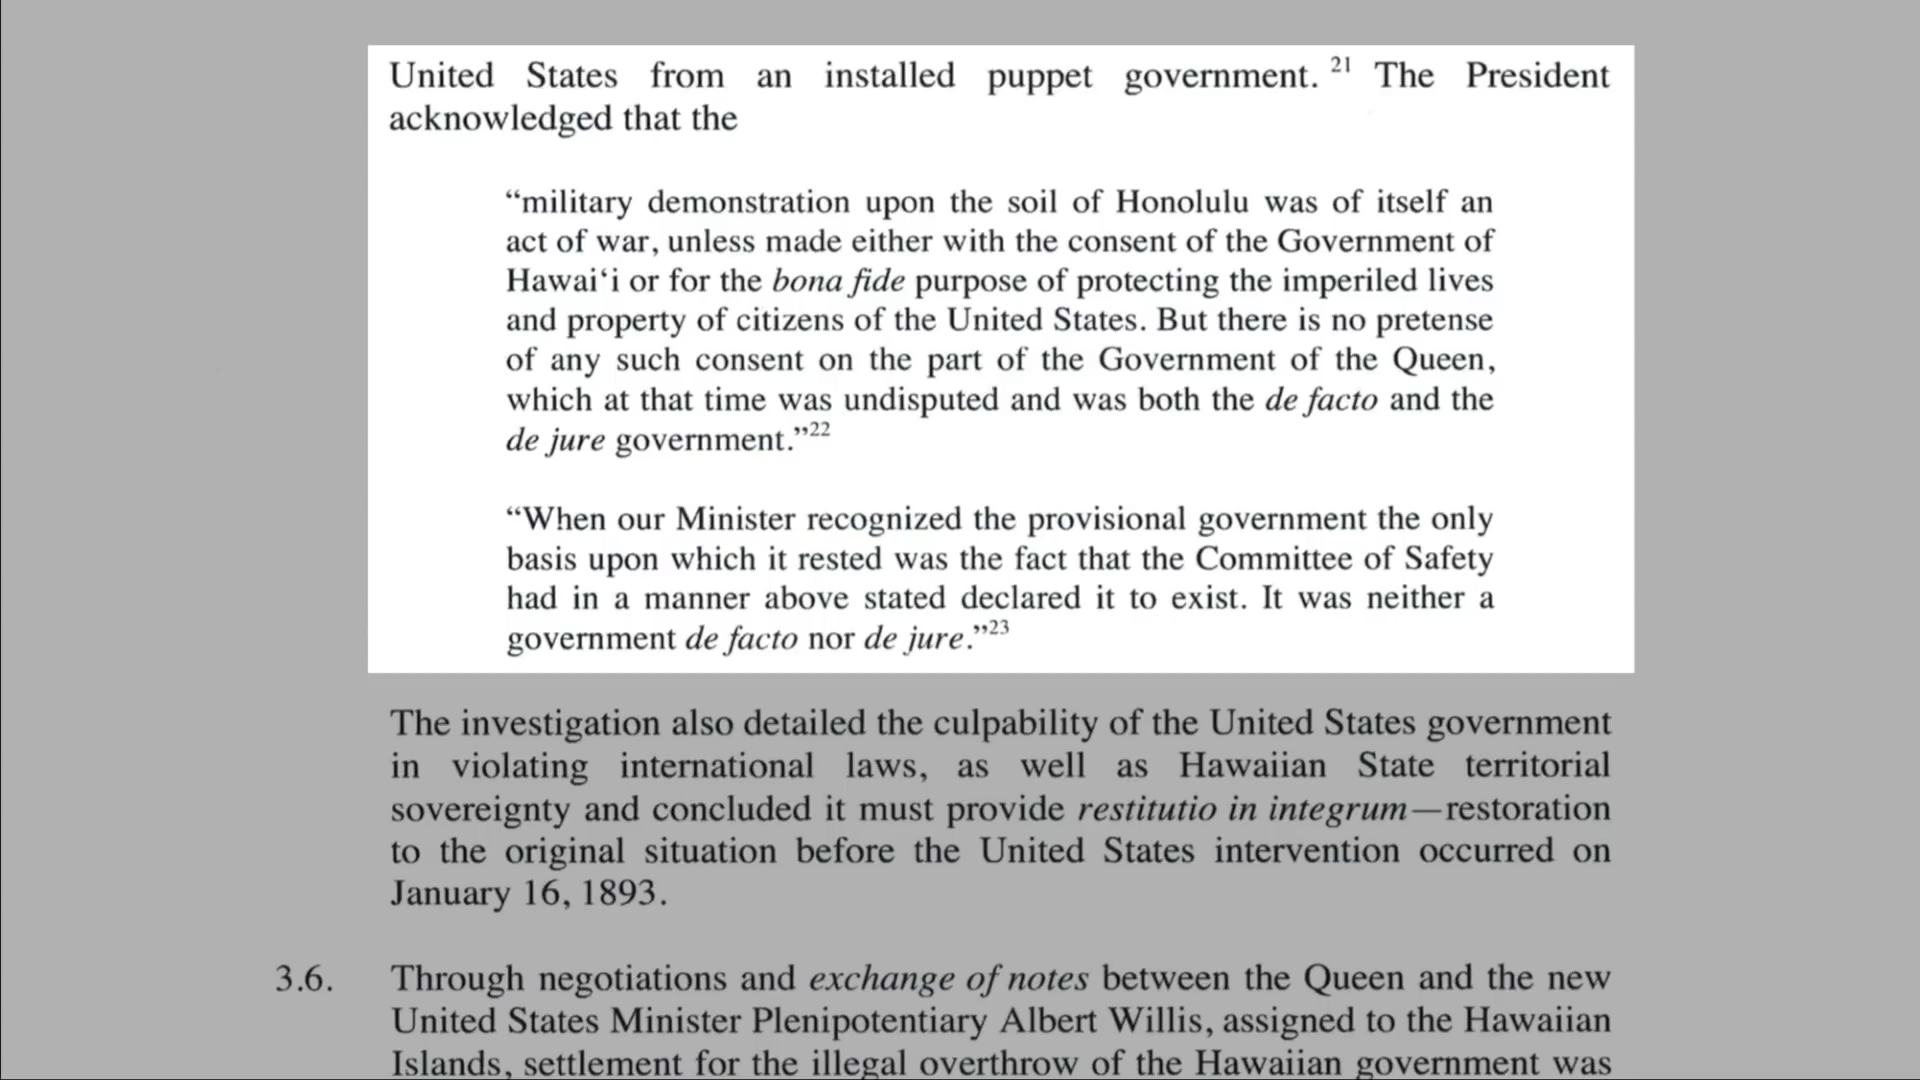 United States from an installed puppet government. 21 The President
acknowledged that the
“military demonstration upon the soil of Honolulu was of itself an
act of war, unless made either with the consent of the Government of
Hawai‘i or for the bona fide purpose of protecting the imperiled lives
and property of citizens of the United States. But there is no pretense
of any such consent on the part of the Government of the Queen,
which at that time was undisputed and was both the de facto and the
de jure government.”22
“When our Minister recognized the provisional government the only
basis upon which it rested was the fact that the Committee of Safety
had in a manner above stated declared it to exist. It was neither a
government de facto nor de jure.”23
The investigation also detailed the culpability of the United States government
in violating international laws, as well as Hawaiian State territorial
sovereignty and concluded it must provide restitutio in integrum—restoration
to the original situation before the United States intervention occurred on
January 16, 1893.
3.6. Through negotiations and exchange of notes between the Queen and the new
United States Minister Plenipotentiary Albert Willis, assigned to the Hawaiian
Islands, settlement for the illegal overthrow of the Hawaiian government was